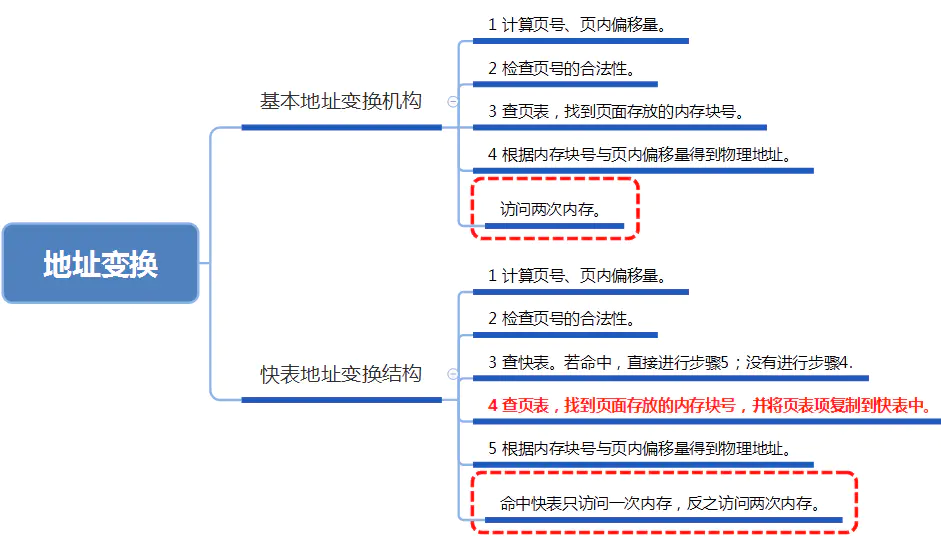 地址变换
基本地址变换机构
1 计算页号、页内偏移量。
2 检查页号的合法性。
3 查页表，找到页面存放的内存块号。
4 根据内存块号与页内偏移量得到物理地址。
访问两次内存。
快表地址变换结构
1 计算页号、页内偏移量。
2 检查页号的合法性。
3 查快表。若命中，直接进行步骤5；没有进行步骤4.
4 查页表，找到页面存放的内存块号，并将页表项复制到快表中。
5 根据内存块号与页内偏移量得到物理地址。
命中快表只访问一次内存，反之访问两次内存。